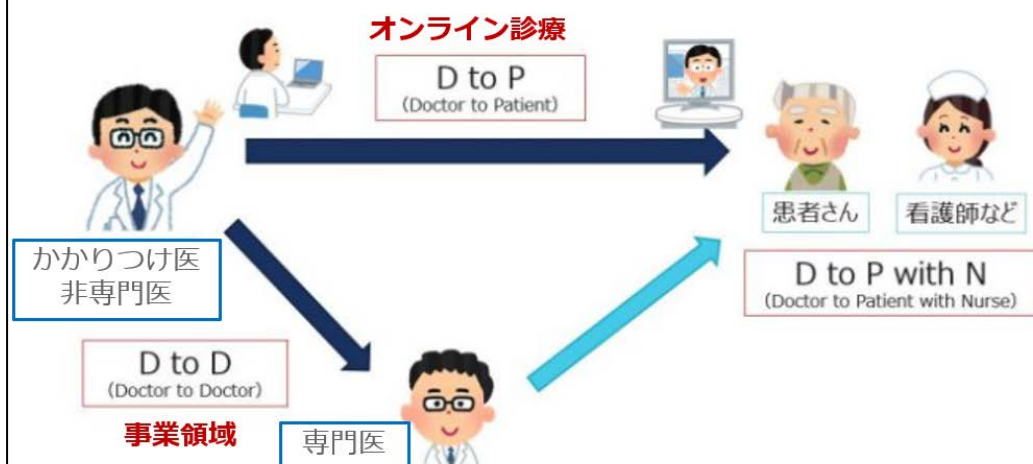 オンライン診療
D to P
(Doctor to Patient)
患者さん
看護師など
かかりつけ医
非専門医
D to P with N
(Doctor to Patient with Nurse)
D to D
(Doctor to Doctor)
事業領域
専門医